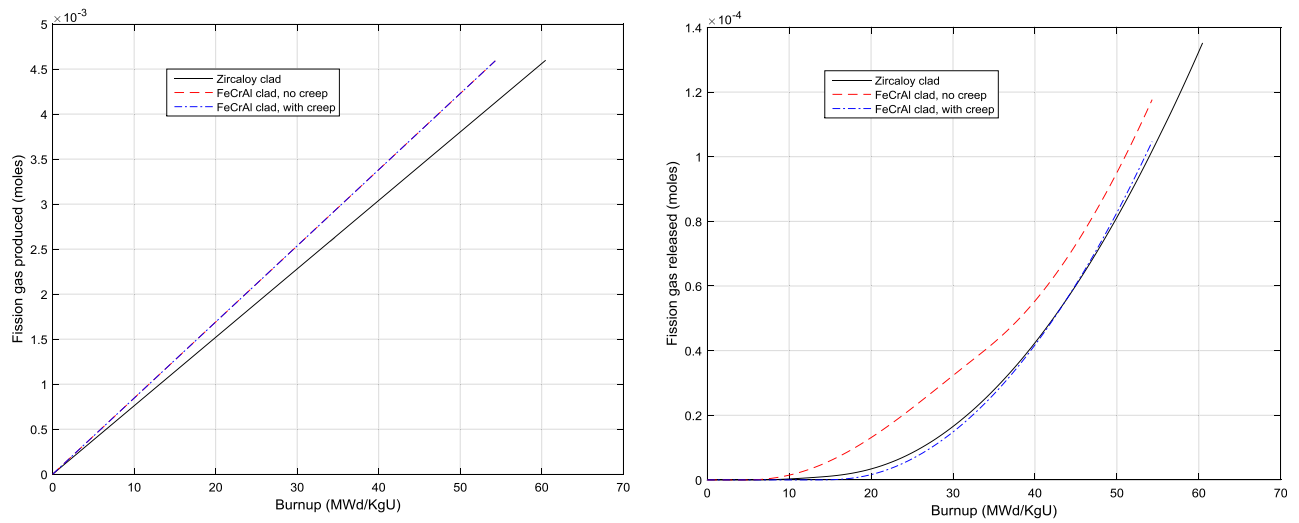 ×10⁻³
5
4.5
4
3.5
3
2.5
2
1.5
1
0.5
0
Fission gas produced (moles)
Zircaloy clad
FeCrAl clad, no creep
FeCrAl clad, with creep
0 10 20 30 40 50 60 70
Burnup (MWd/KgU)
×10⁻⁴
1.4
1.2
1
0.8
0.6
0.4
0.2
0
Fission gas released (moles)
Zircaloy clad
FeCrAl clad, no creep
FeCrAl clad, with creep
0 10 20 30 40 50 60 70
Burnup (MWd/KgU)